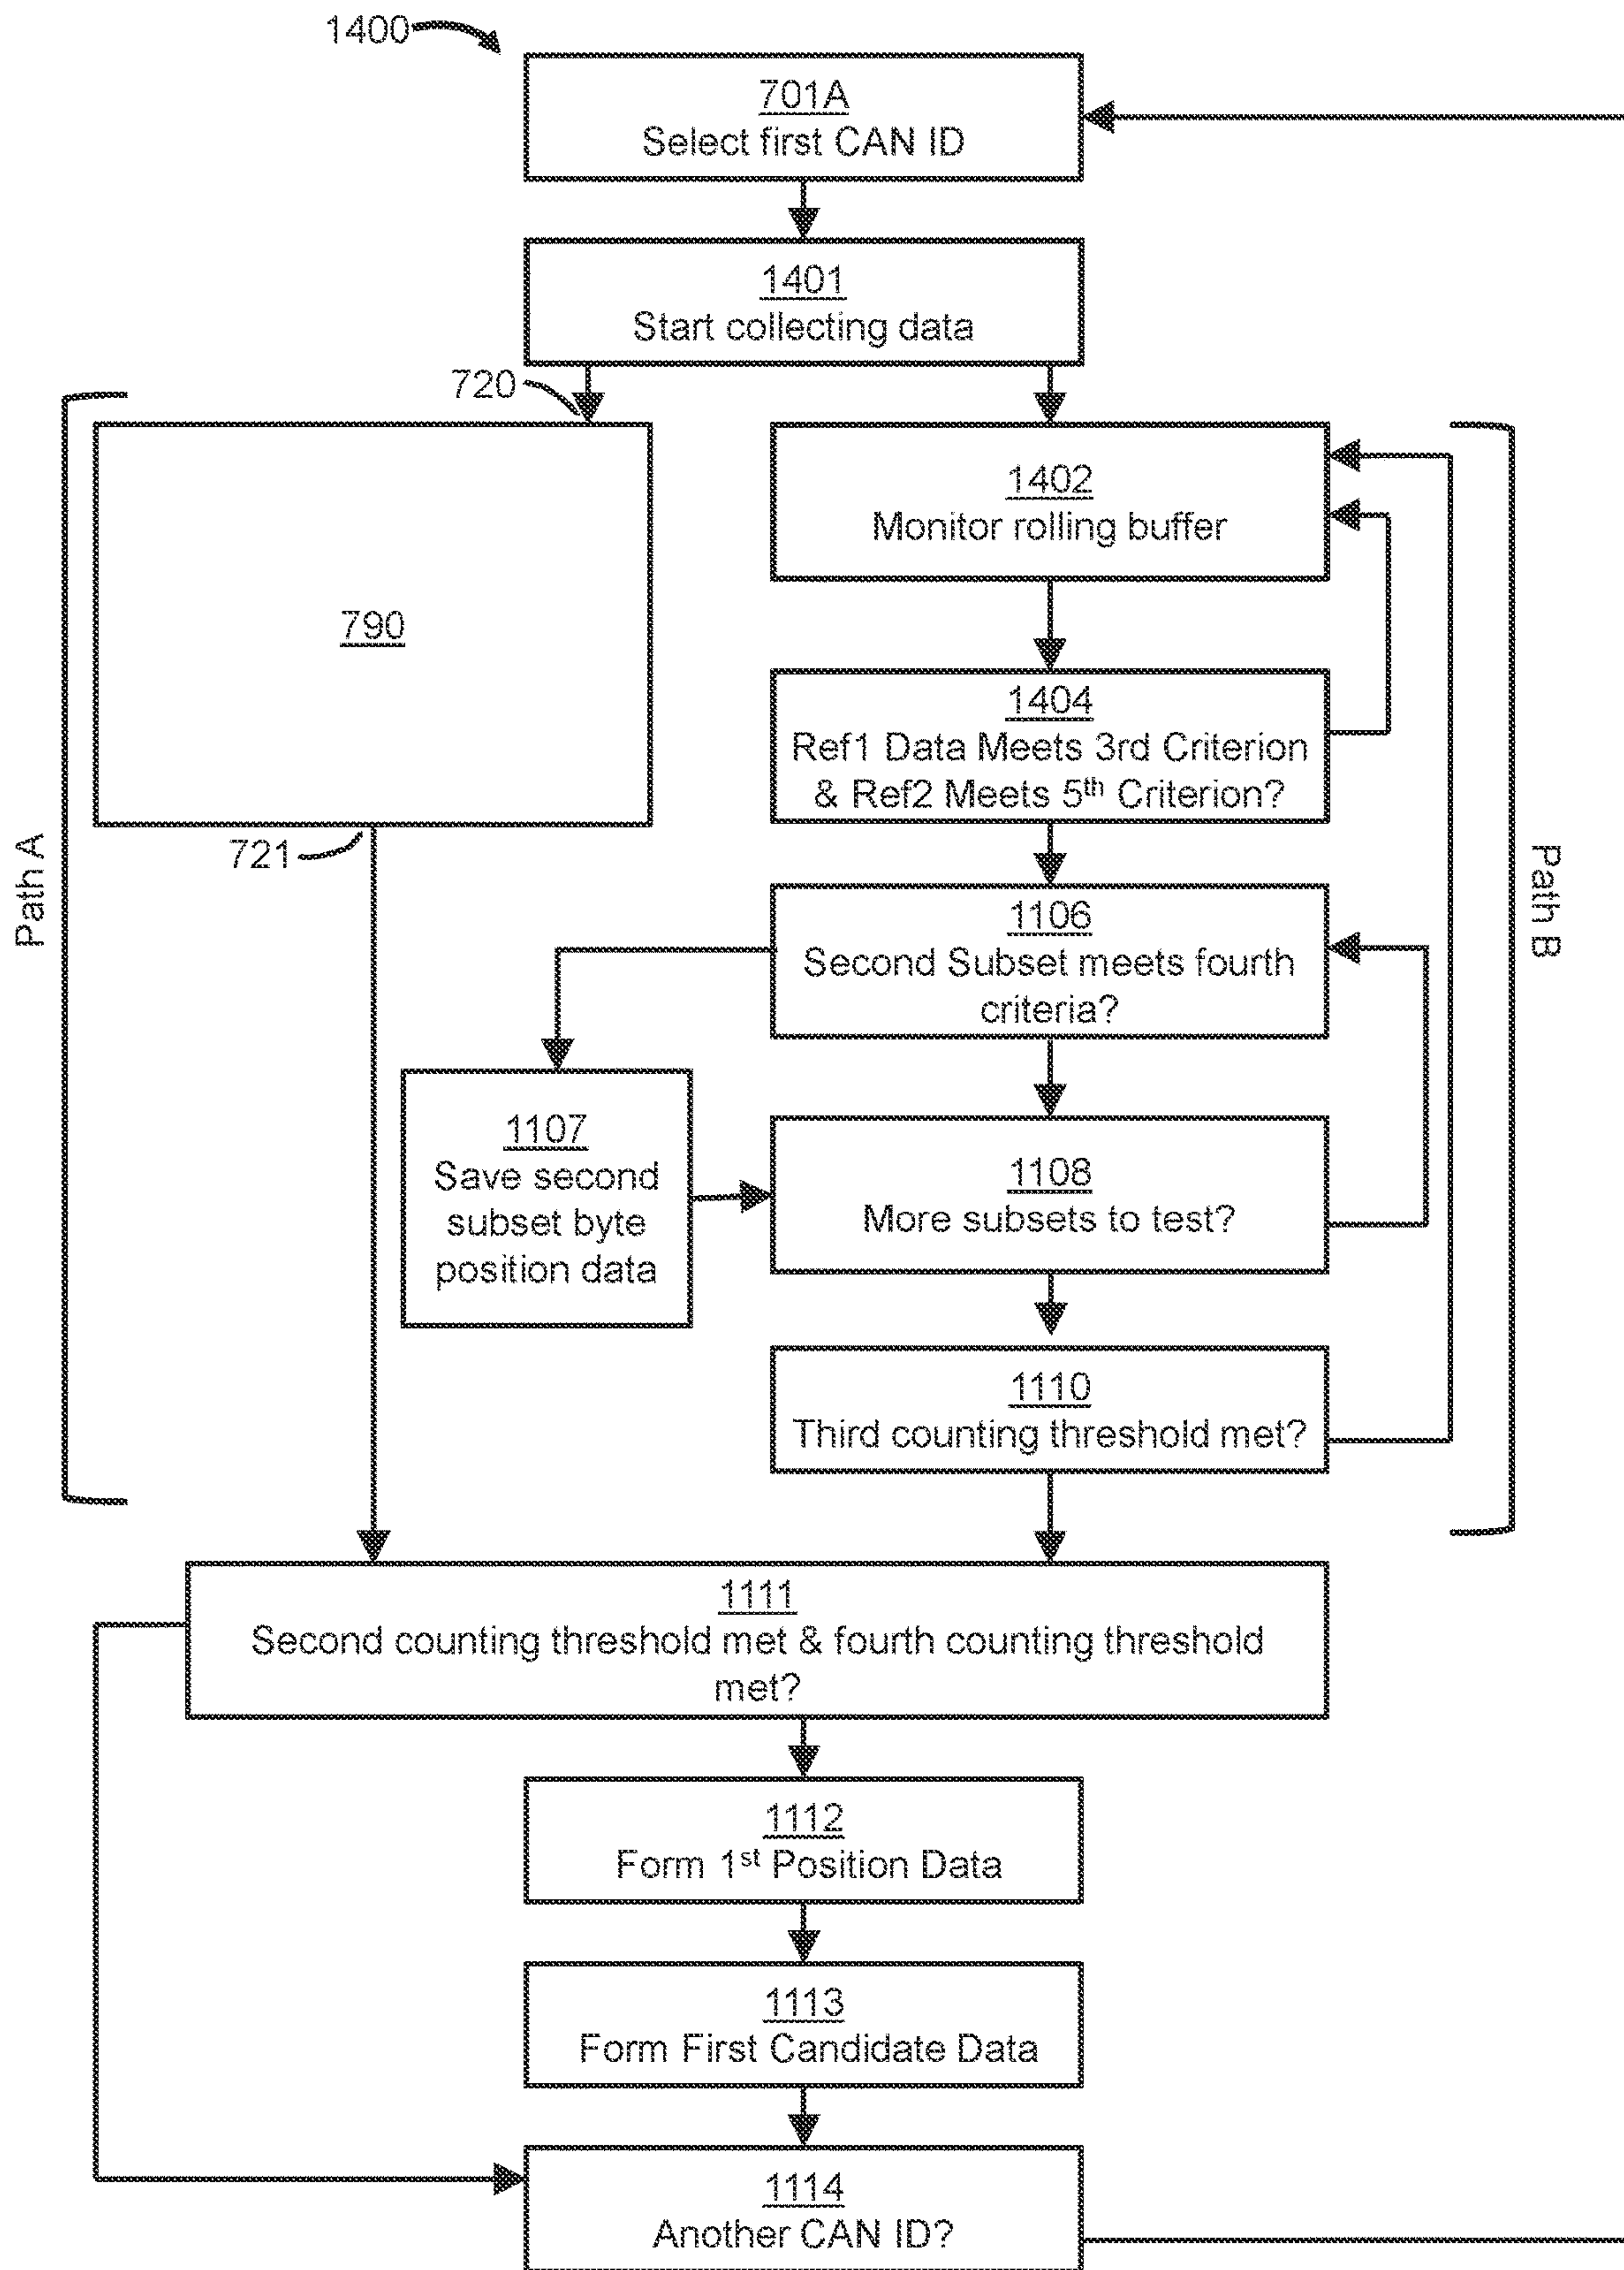 1400
701A
Select first CAN ID
1401
Start collecting data
720
790
721
Path A
1402
Monitor rolling buffer
1404
Ref1 Data Meets 3rd Criterion
& Ref2 Meets 5th Criterion?
Path B
1106
Second Subset meets fourth
criteria?
1107
Save second
subset byte
position data
1108
More subsets to test?
1110
Third counting threshold met?
1111
Second counting threshold met & fourth counting threshold
met?
1112
Form 1st Position Data
1113
Form First Candidate Data
1114
Another CAN ID?